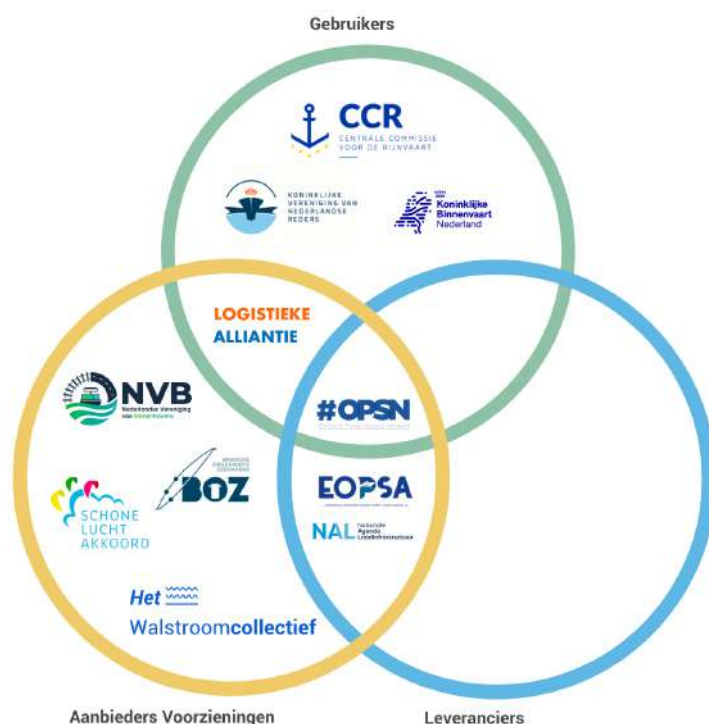 Gebruikers
CCR
CENTRALE COMMISSIE
VOOR DE RIJNVAART
KONINKLIJKE
VERENIGING VAN
NEDERLANDSE
REDERS
Koninklijke
Binnenvaart
Nederland
LOGISTIEKE
ALLIANTIE
NVB
Nederlandse Vereniging
van Binnenhavens
#OPSN
BOZ
EOPSA
SCHONE
LUCHT
AKKOORD
NAL
Nationale
Agenda
Laadinfrastructuur
Het
Walstroomcollectief
Aanbieders Voorzieningen
Leveranciers